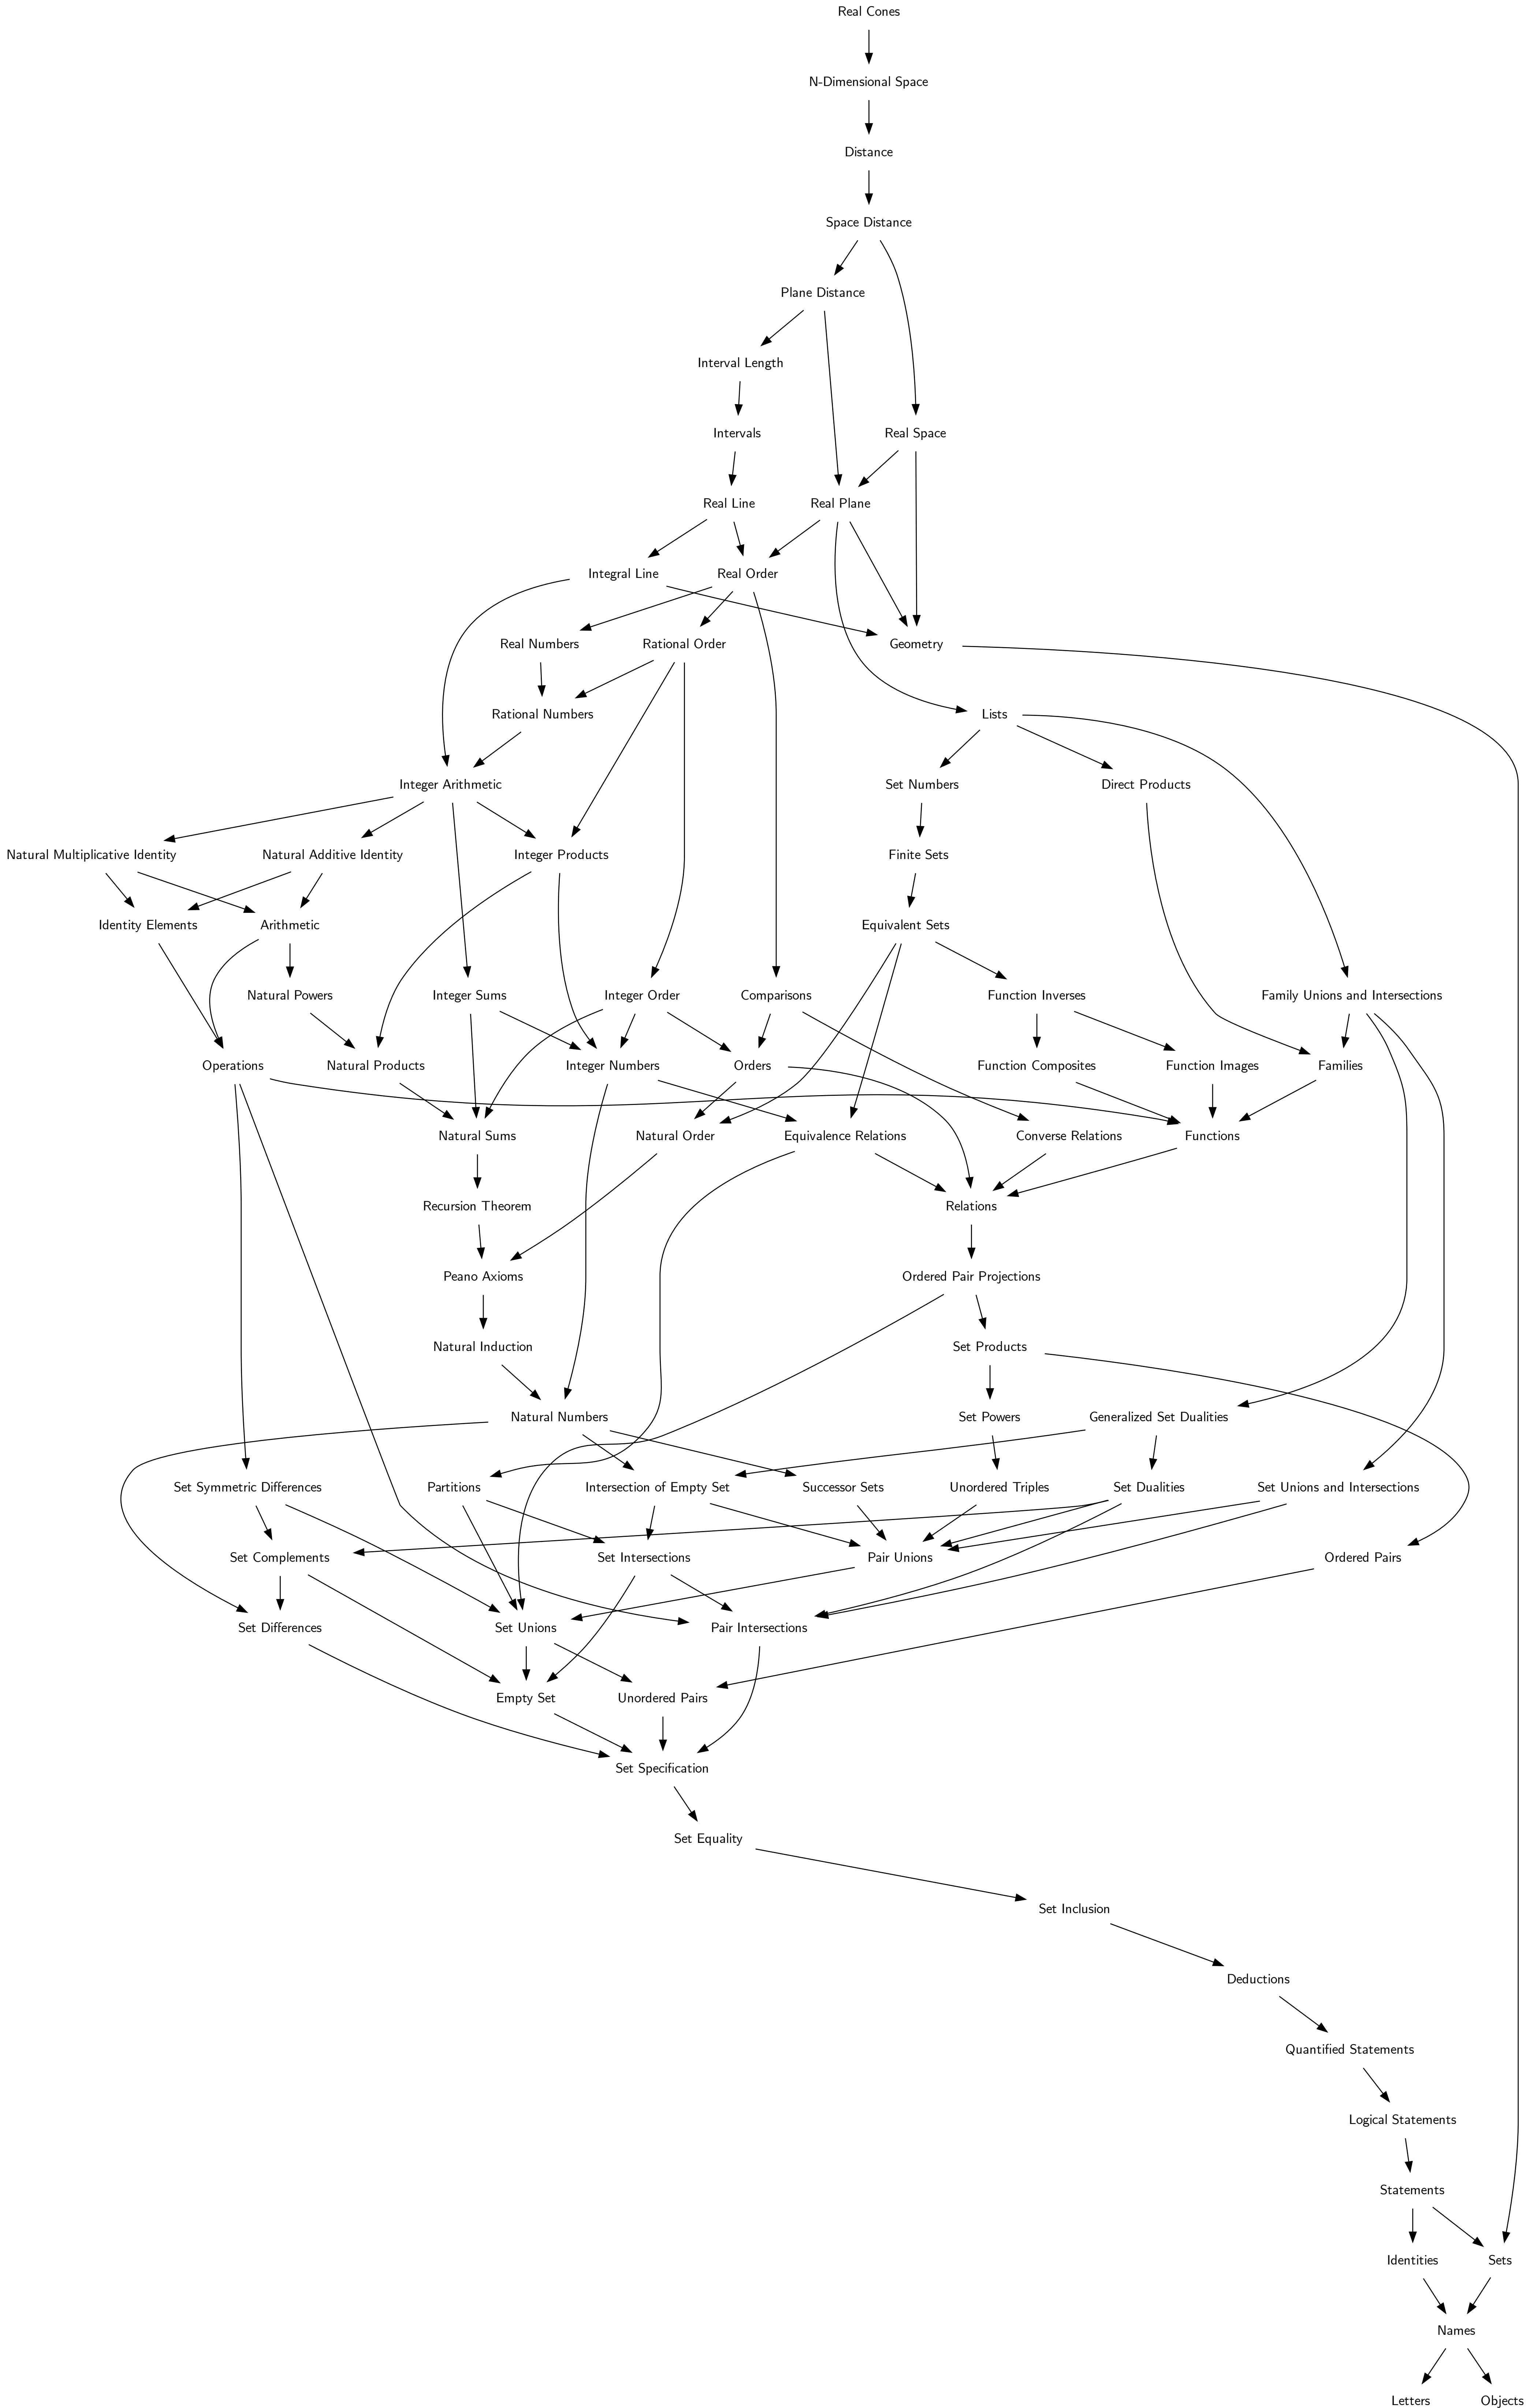 Real Cones
N-Dimensional Space
Distance
Space Distance
Plane Distance
Interval Length
Intervals
Real Space
Real Line
Real Plane
Integral Line
Real Order
Real Numbers
Rational Order
Geometry
Rational Numbers
Lists
Integer Arithmetic
Set Numbers
Direct Products
Natural Multiplicative Identity
Natural Additive Identity
Integer Products
Finite Sets
Identity Elements
Arithmetic
Equivalent Sets
Natural Powers
Integer Sums
Integer Order
Comparisons
Function Inverses
Family Unions and Intersections
Operations
Natural Products
Integer Numbers
Orders
Function Composites
Function Images
Families
Natural Sums
Natural Order
Equivalence Relations
Converse Relations
Functions
Recursion Theorem
Relations
Peano Axioms
Ordered Pair Projections
Natural Induction
Set Products
Natural Numbers
Set Powers
Generalized Set Dualities
Set Symmetric Differences
Partitions
Intersection of Empty Set
Successor Sets
Unordered Triples
Set Dualities
Set Unions and Intersections
Set Complements
Set Intersections
Pair Unions
Ordered Pairs
Set Differences
Set Unions
Pair Intersections
Empty Set
Unordered Pairs
Set Specification
Set Equality
Set Inclusion
Deductions
Quantified Statements
Logical Statements
Statements
Identities
Sets
Names
Letters
Objects